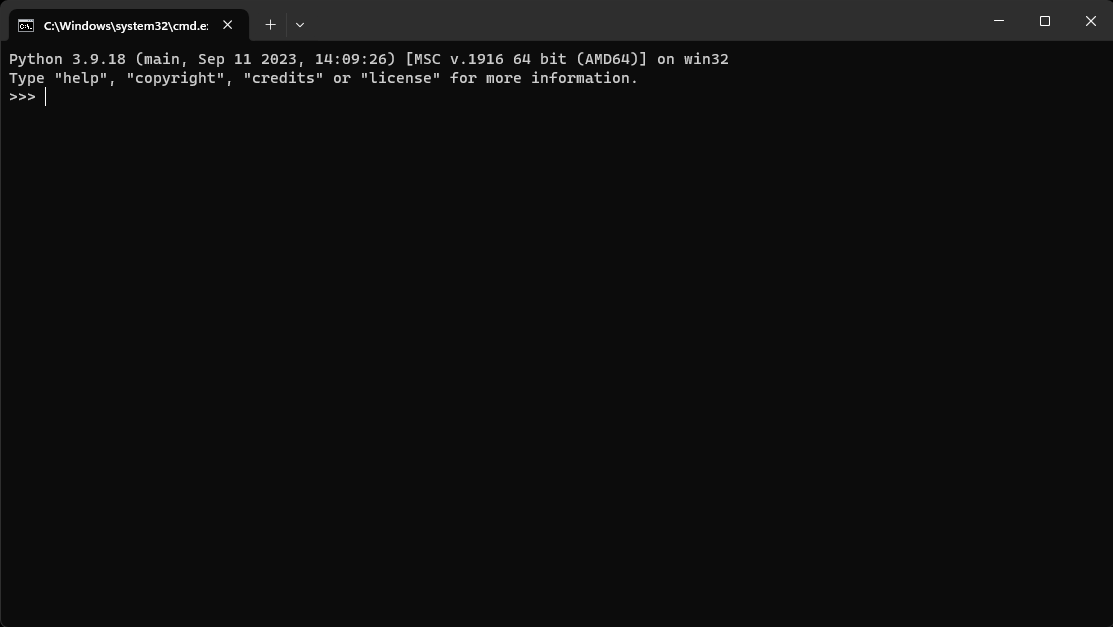 C:\Windows\system32\cmd.e
Python 3.9.18 (main, Sep 11 2023, 14:09:26) [MSC v.1916 64 bit (AMD64)] on win32
Type "help", "copyright", "credits" or "license" for more information.
>>>